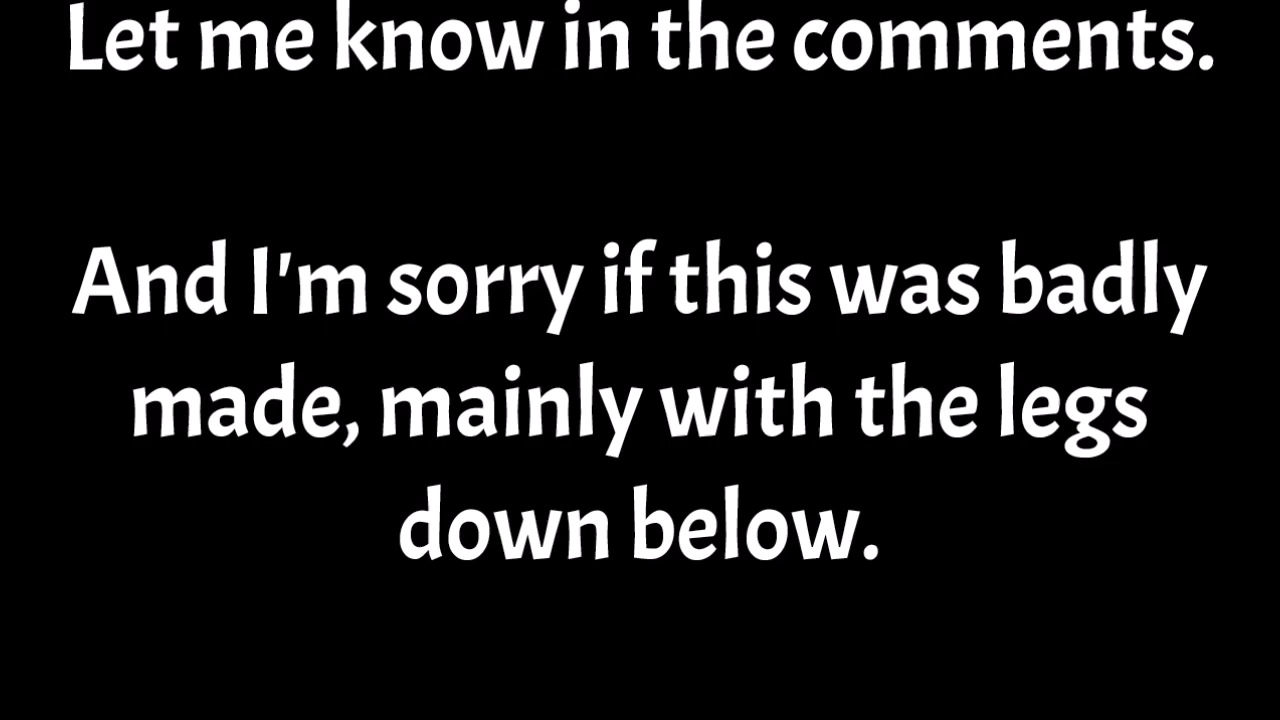 Let me know in the comments.
And I'm sorry if this was badly
made, mainly with the legs
down below.